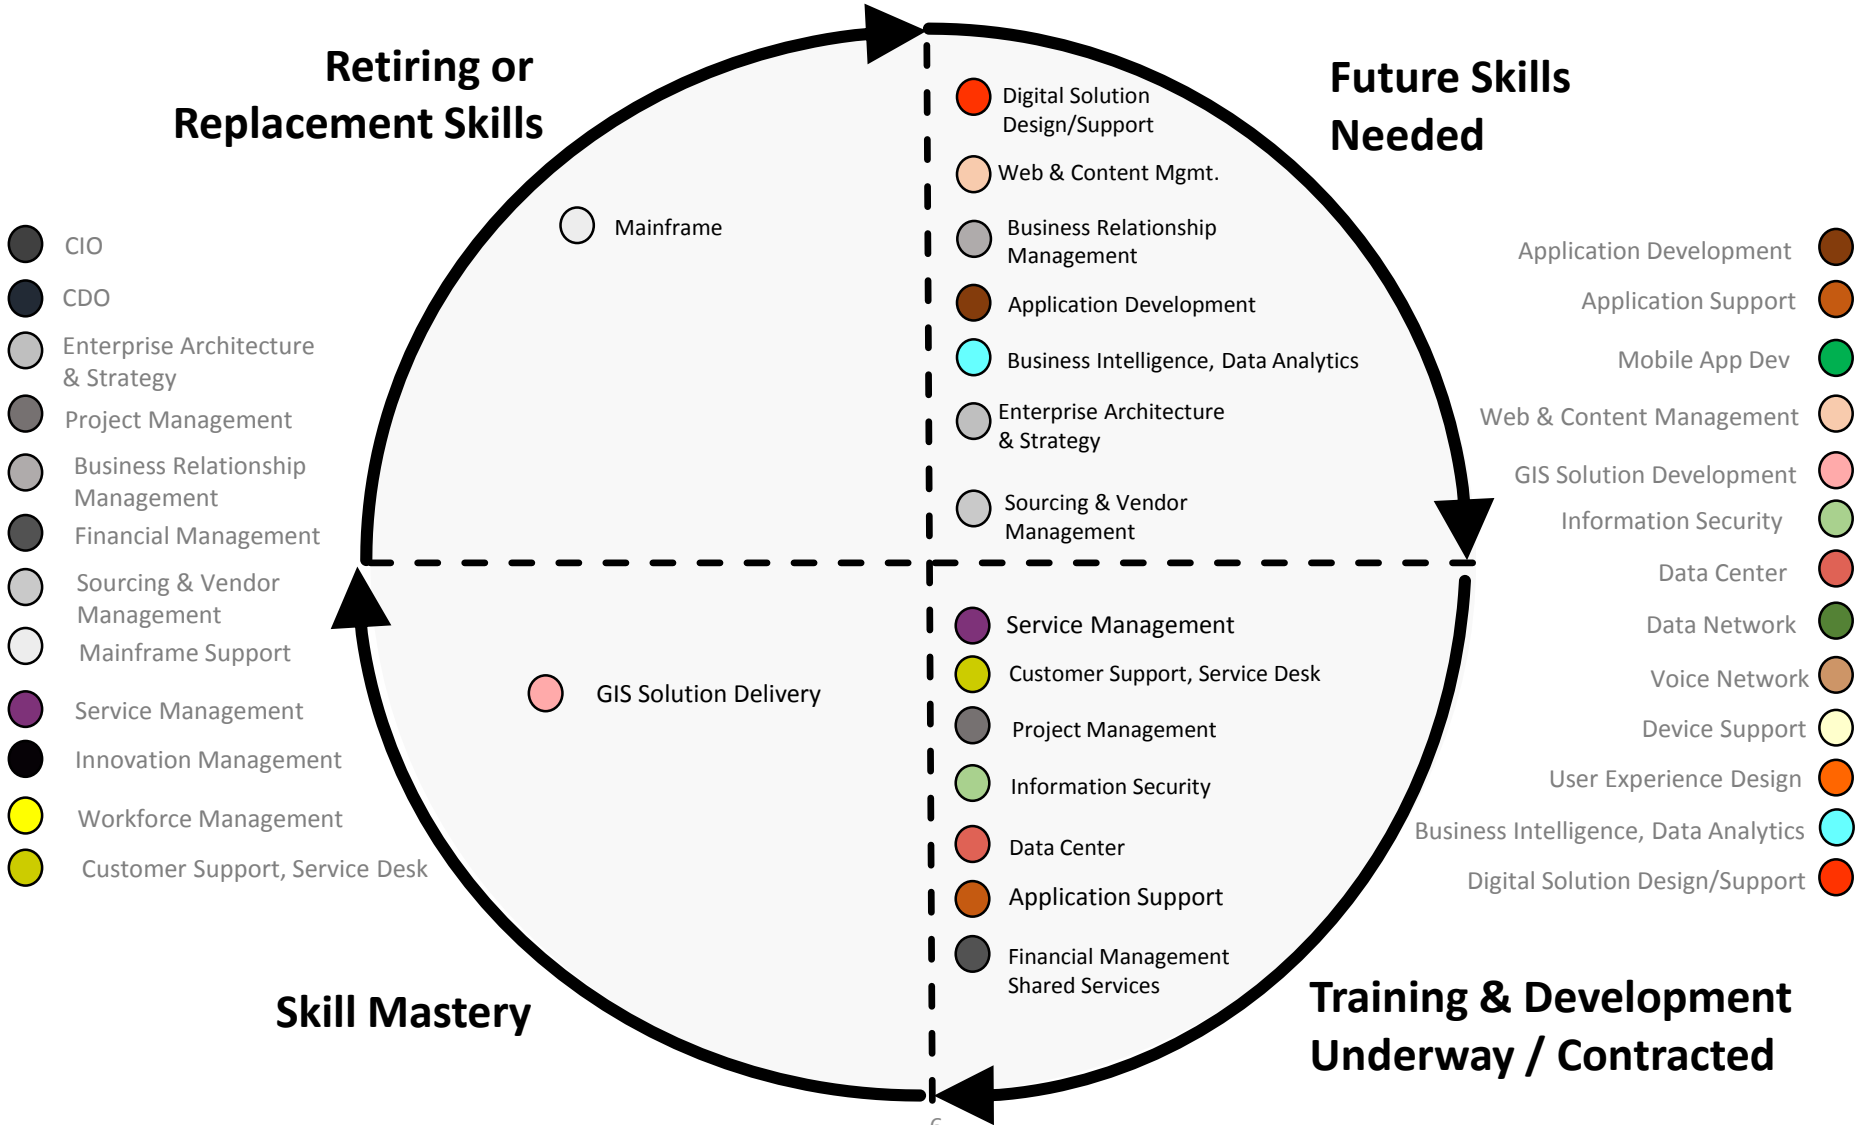 Retiring or
Replacement Skills
Future Skills
Needed
Mainframe
Digital Solution
Design/Support
Web & Content Mgmt.
Business Relationship
Management
Application Development
Business Intelligence, Data Analytics
Enterprise Architecture
& Strategy
Sourcing & Vendor
Management
CIO
CDO
Enterprise Architecture
& Strategy
Project Management
Business Relationship
Management
Financial Management
Sourcing & Vendor
Management
Mainframe Support
Service Management
Innovation Management
Workforce Management
Customer Support, Service Desk
Application Development
Application Support
Mobile App Dev
Web & Content Management
GIS Solution Development
Information Security
Data Center
Data Network
Voice Network
Device Support
User Experience Design
Business Intelligence, Data Analytics
Digital Solution Design/Support
GIS Solution Delivery
Service Management
Customer Support, Service Desk
Project Management
Information Security
Data Center
Application Support
Financial Management
Shared Services
Skill Mastery
Training & Development
Underway / Contracted